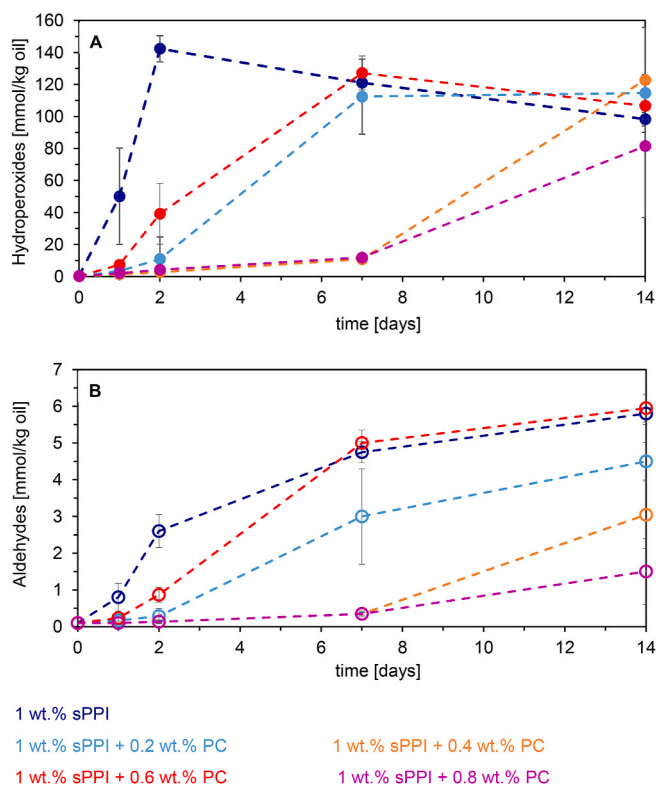 A
Hydroperoxides [mmol/kg oil]
160
140
120
100
80
60
40
20
0
0 2 4 6 8 10 12 14
time [days]
B
Aldehydes [mmol/kg oil]
7
6
5
4
3
2
1
0
0 2 4 6 8 10 12 14
time [days]
1 wt.% sPPI
1 wt.% sPPI + 0.2 wt.% PC 1 wt.% sPPI + 0.4 wt.% PC
1 wt.% sPPI + 0.6 wt.% PC 1 wt.% sPPI + 0.8 wt.% PC